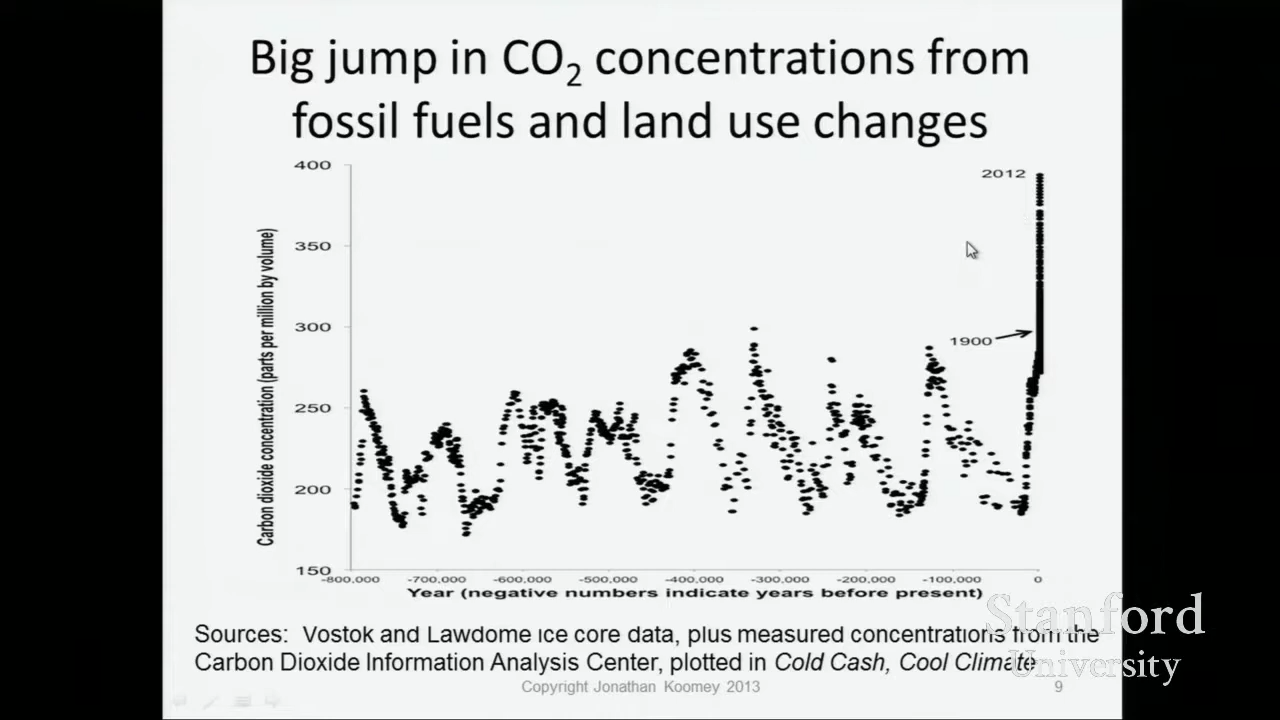 Big jump in CO₂ concentrations from
fossil fuels and land use changes
400
350
300
250
200
150
Carbon dioxide concentration (parts per million by volume)
2012
1900
-800,000 -700,000 -600,000 -500,000 -400,000 -300,000 -200,000 -100,000 0
Year (negative numbers indicate years before present)
Sources: Vostok and Lawdome ice core data, plus measured concentrations from the
Carbon Dioxide Information Analysis Center, plotted in Cold Cash, Cool Climate
Copyright Jonathan Koomey 2013
9
Stanford
University